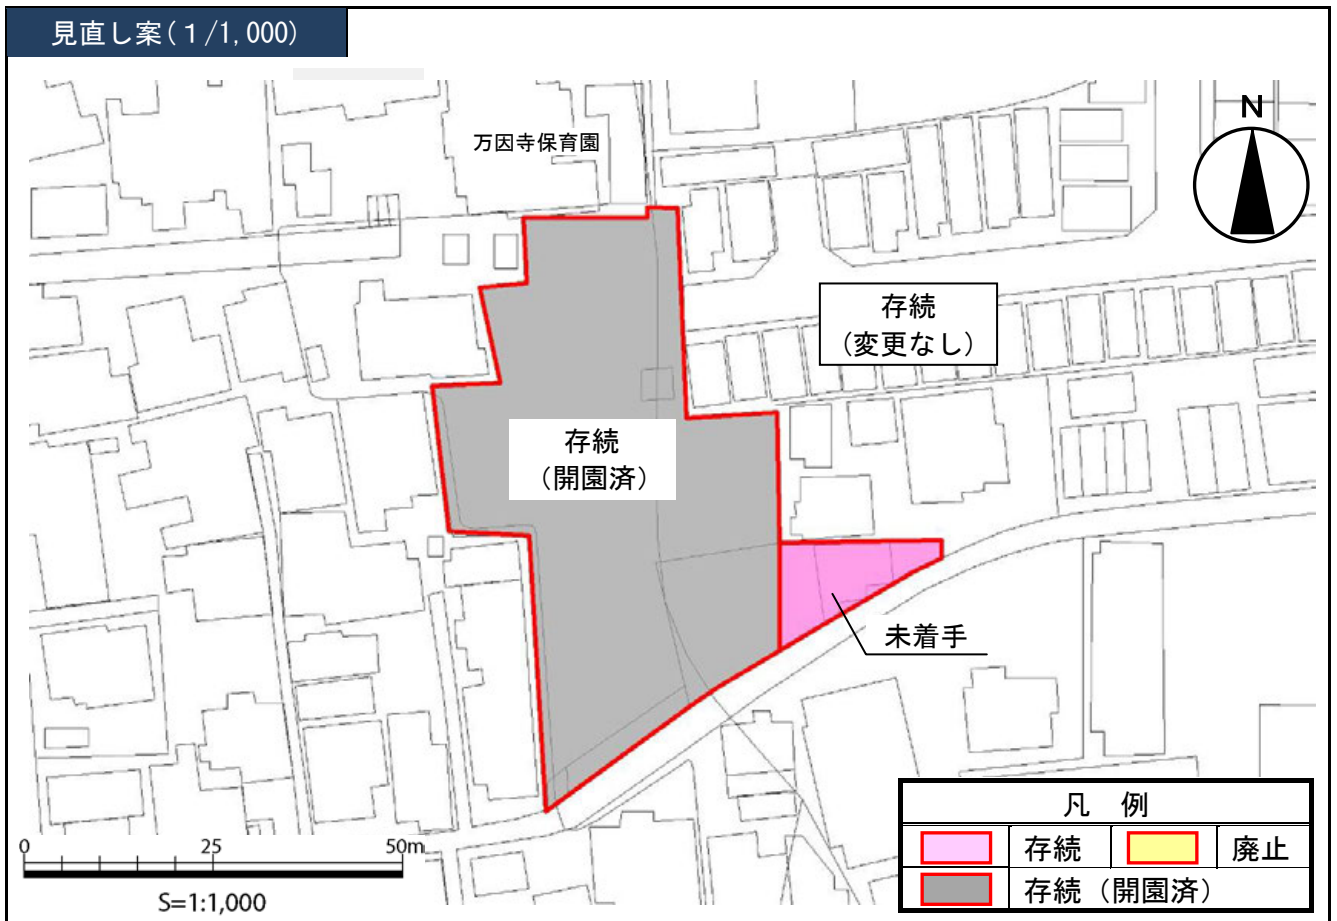 見直し案(1/1,000)
万因寺保育園
N
存続
(変更なし)
存続
(開園済)
未着手
0 25 50m
S=1:1,000
凡 例
存続 廃止
存続(開園済)